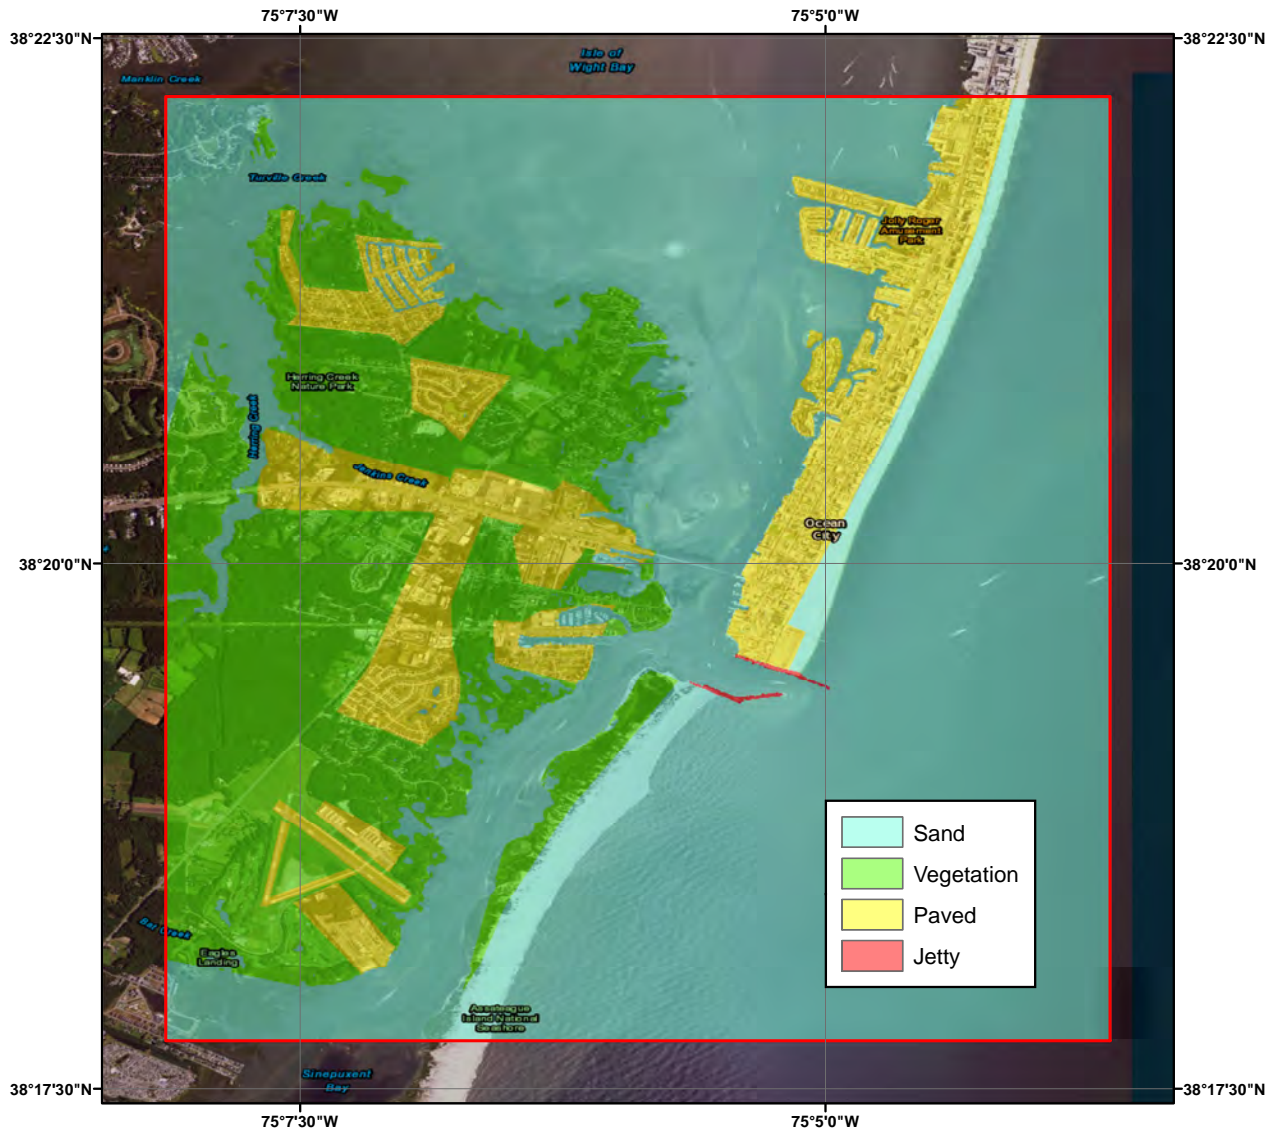 75°7'30"W
75°5'0"W
38°22'30"N
38°22'30"N
Isle of
Wight Bay
Manklin Creek
Turville Creek
Jolly Roger
Amusement
Park
Herring Creek
Nature Park
Herring Creek
Jenkins Creek
Ocean
City
38°20'0"N
38°20'0"N
Sand
Vegetation
Paved
Jetty
Eagles
Landing
Assateague
Island National
Seashore
Sinepuxent
Bay
38°17'30"N
38°17'30"N
75°7'30"W
75°5'0"W